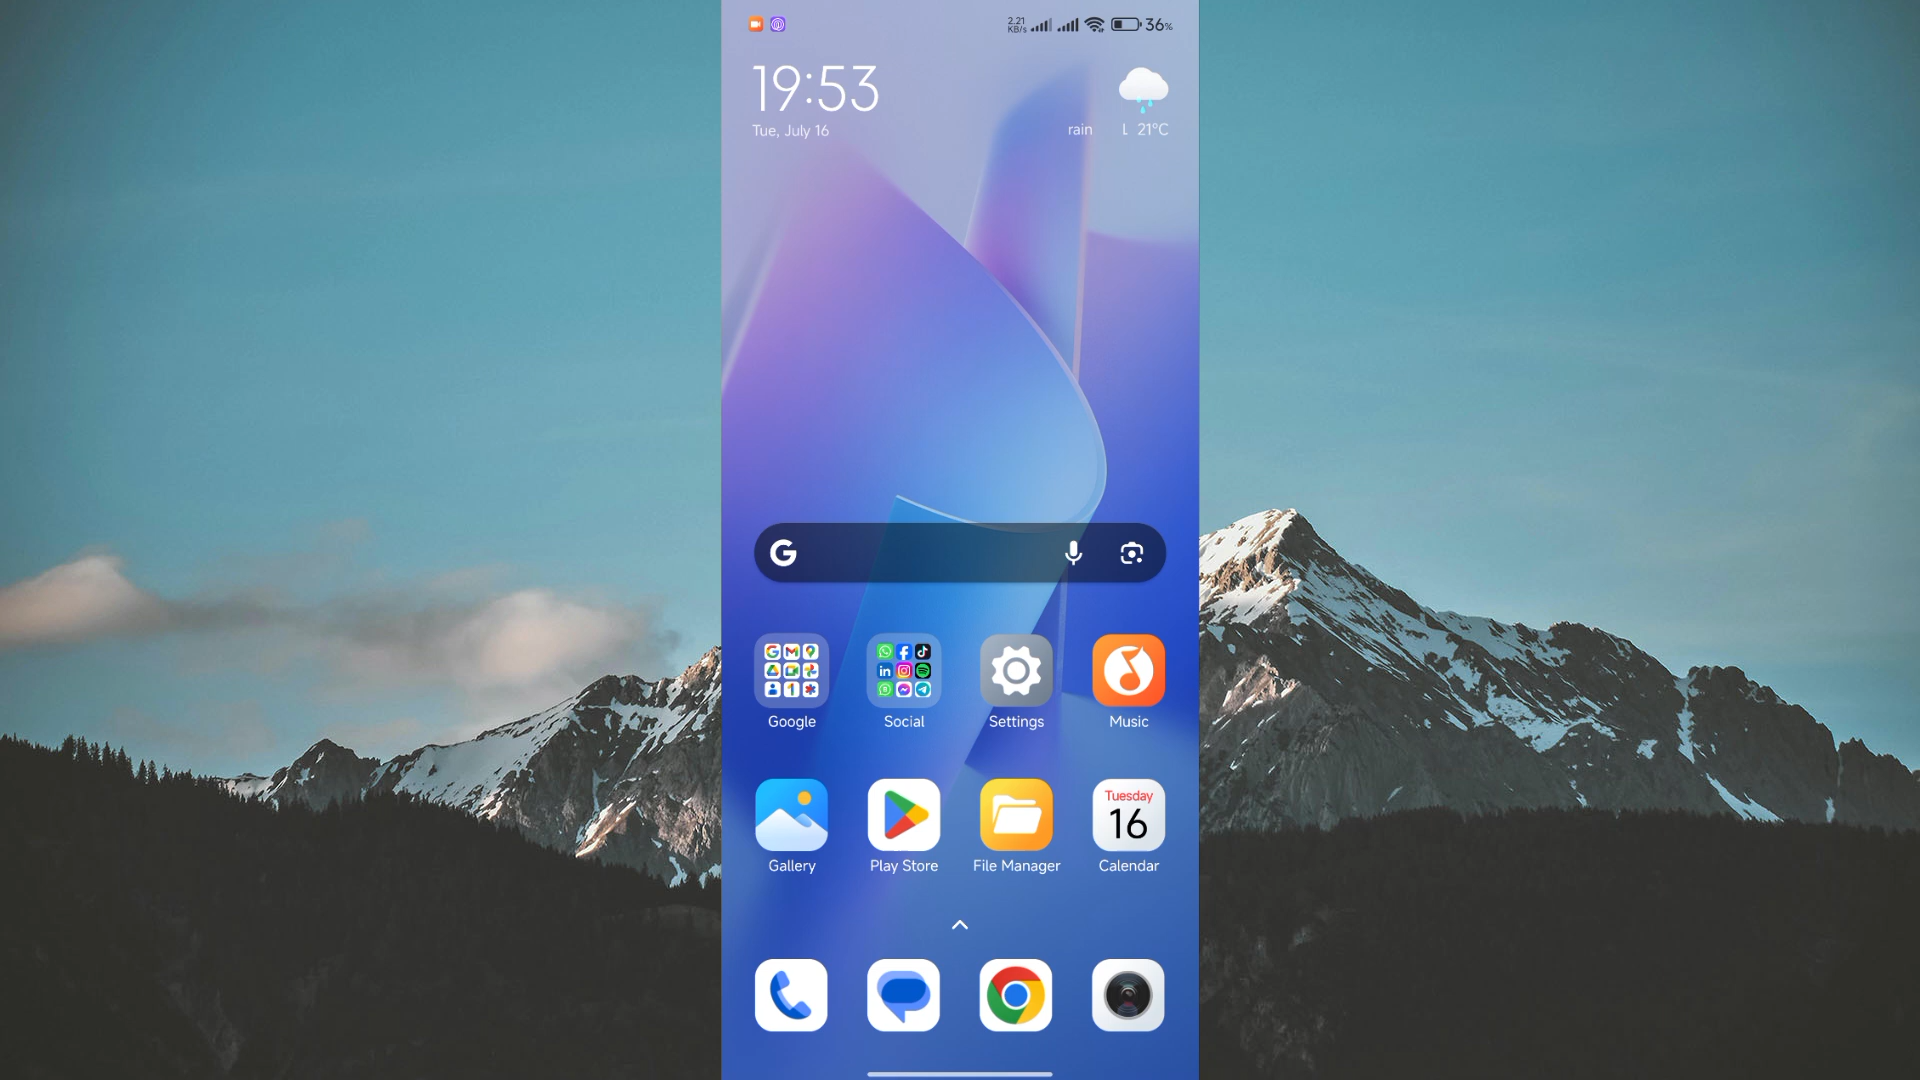 2.21
KB/s
36%
19:53
Tue, July 16
rain
21°C
Google
Social
Settings
Music
Gallery
Play Store
File Manager
Tuesday
16
Calendar